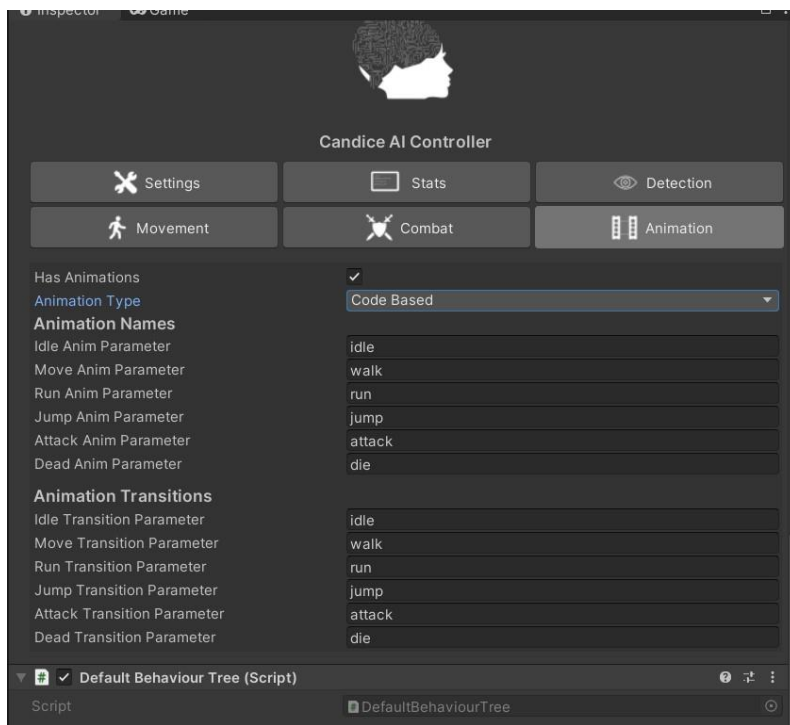 Inspector Game
Candice AI Controller
Settings Stats Detection
Movement Combat Animation
Has Animations
Animation Type Code Based
Animation Names
Idle Anim Parameter idle
Move Anim Parameter walk
Run Anim Parameter run
Jump Anim Parameter jump
Attack Anim Parameter attack
Dead Anim Parameter die
Animation Transitions
Idle Transition Parameter idle
Move Transition Parameter walk
Run Transition Parameter run
Jump Transition Parameter jump
Attack Transition Parameter attack
Dead Transition Parameter die
# Default Behaviour Tree (Script)
Script DefaultBehaviourTree